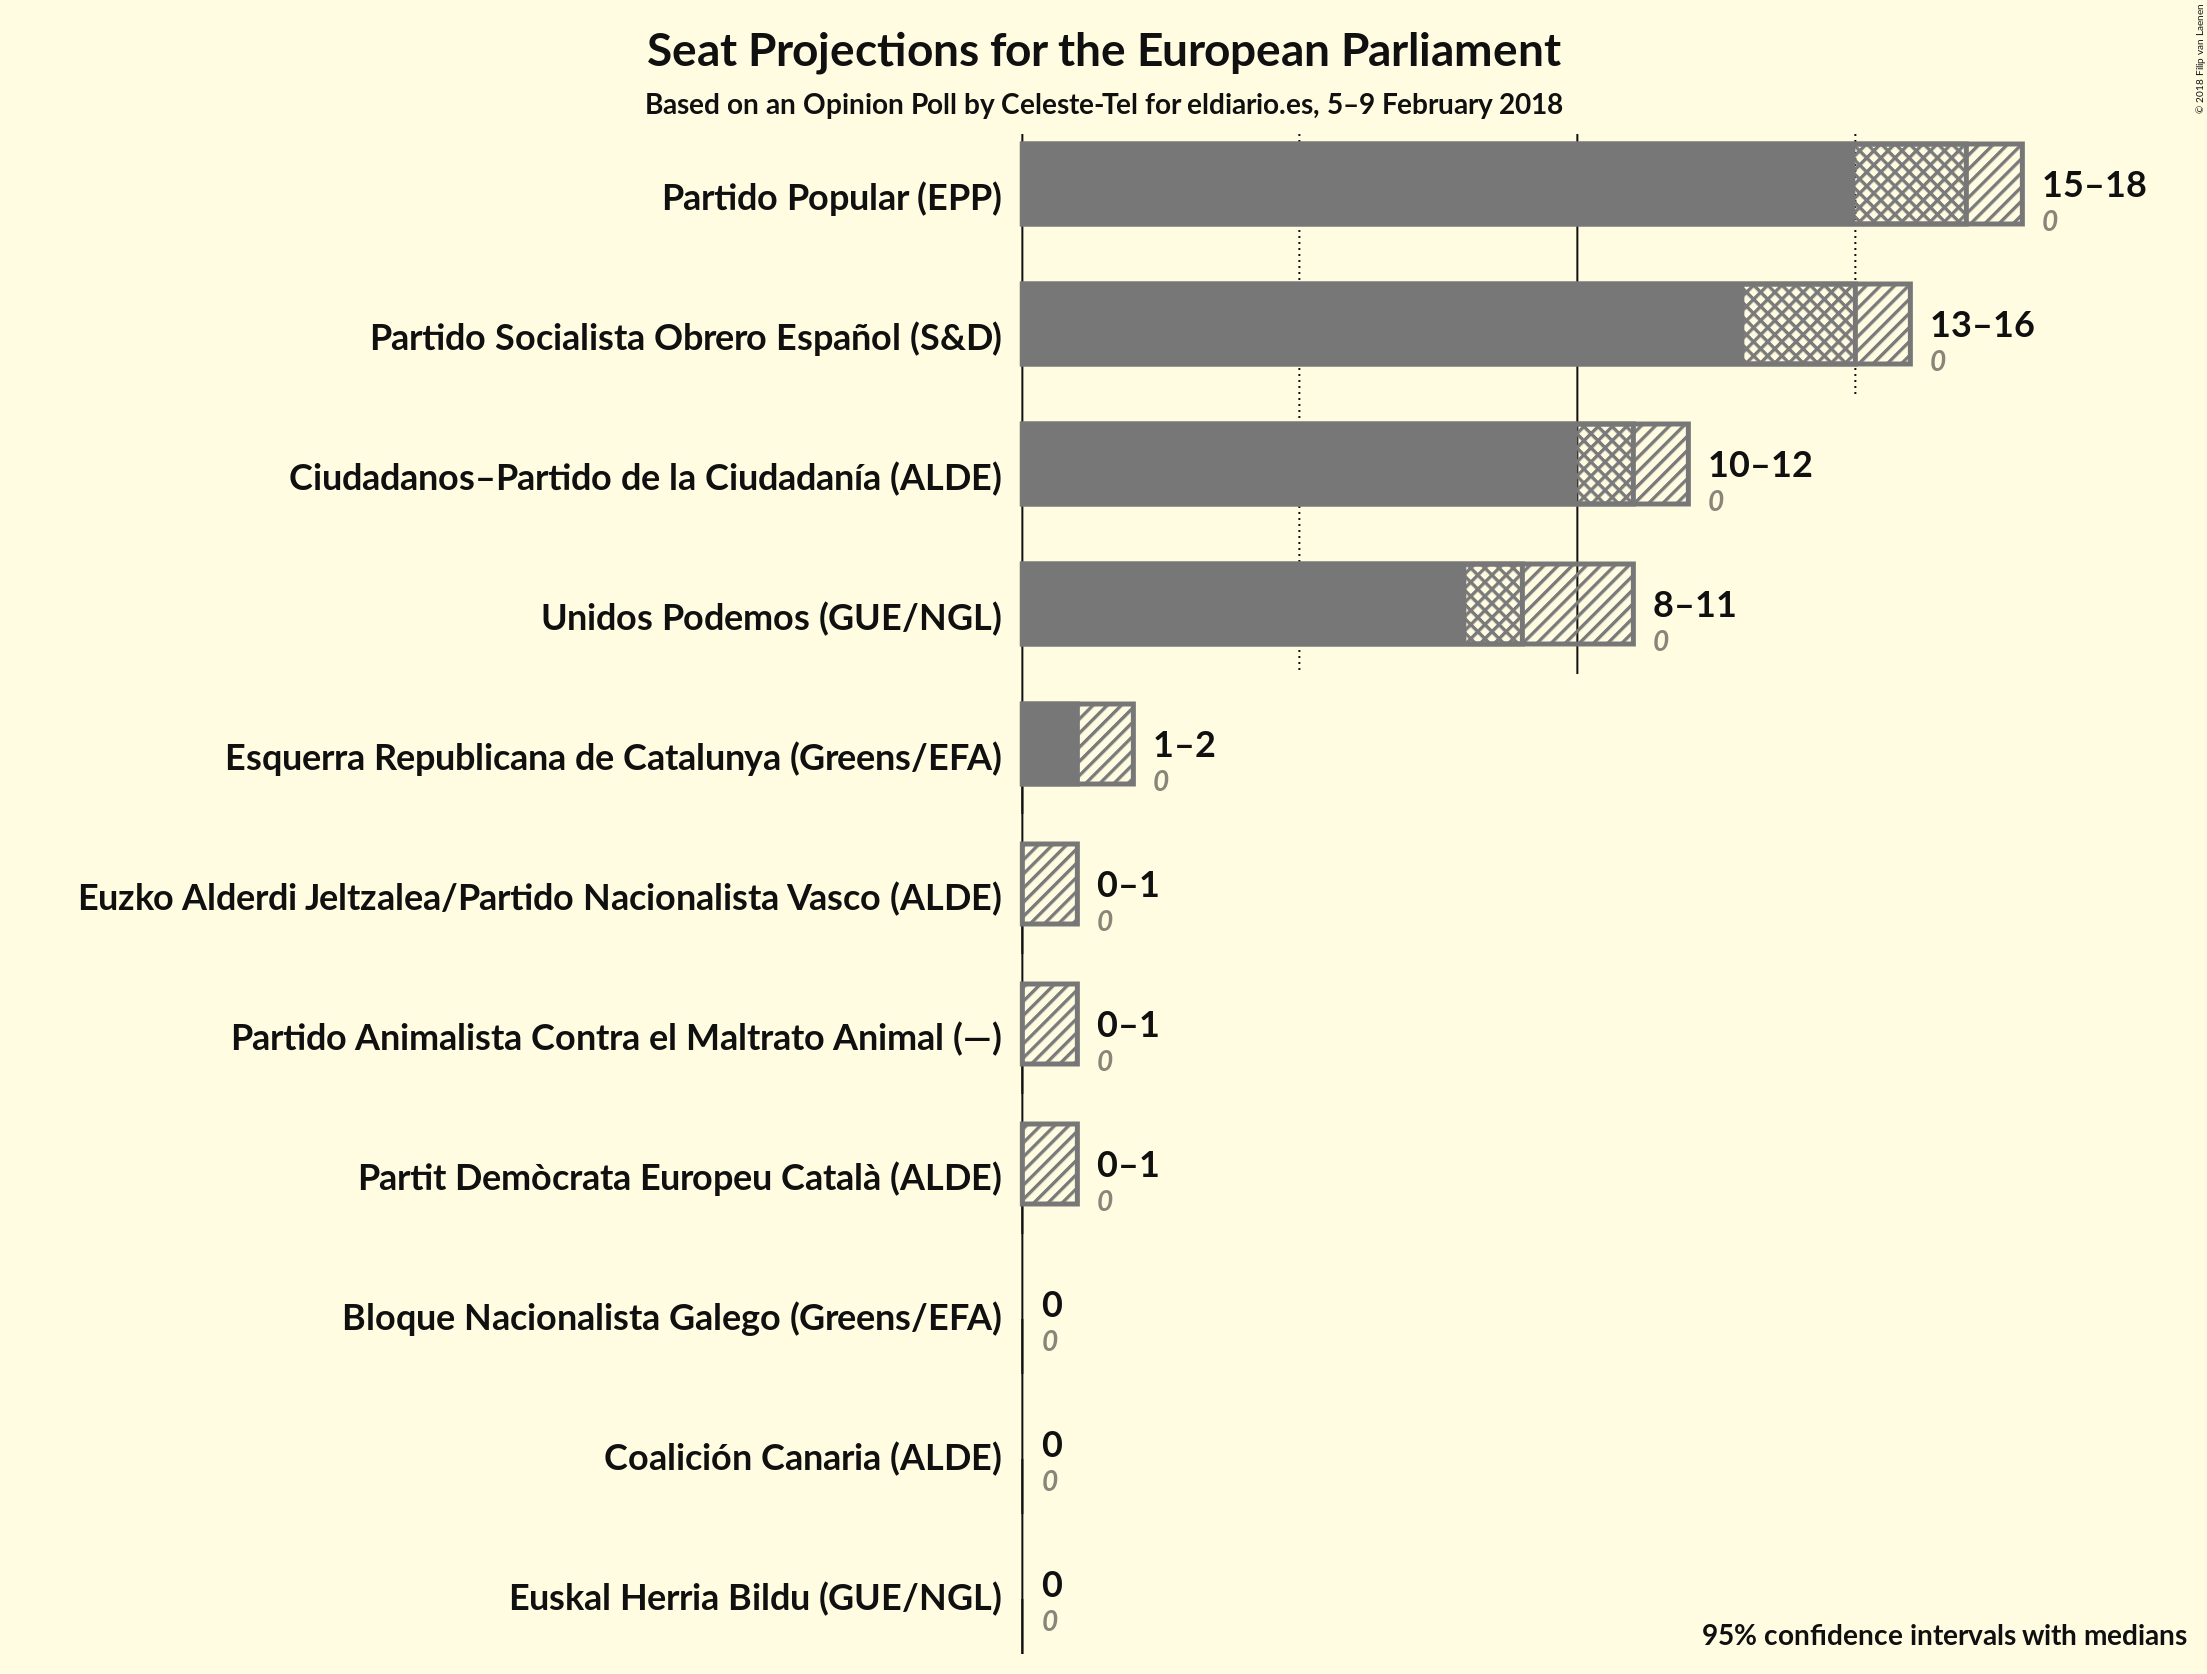 Seat Projections for the European Parliament
Based on an Opinion Poll by Celeste-Tel for eldiario.es, 5–9 February 2018
© 2018 Filip van Laenen
Partido Popular (EPP)
15–18
0
Partido Socialista Obrero Español (S&D)
13–16
0
Ciudadanos–Partido de la Ciudadanía (ALDE)
10–12
0
Unidos Podemos (GUE/NGL)
8–11
0
Esquerra Republicana de Catalunya (Greens/EFA)
1–2
0
Euzko Alderdi Jeltzalea/Partido Nacionalista Vasco (ALDE)
0–1
0
Partido Animalista Contra el Maltrato Animal (—)
0–1
0
Partit Demòcrata Europeu Català (ALDE)
0–1
0
Bloque Nacionalista Galego (Greens/EFA)
0
0
Coalición Canaria (ALDE)
0
0
Euskal Herria Bildu (GUE/NGL)
0
0
95% confidence intervals with medians